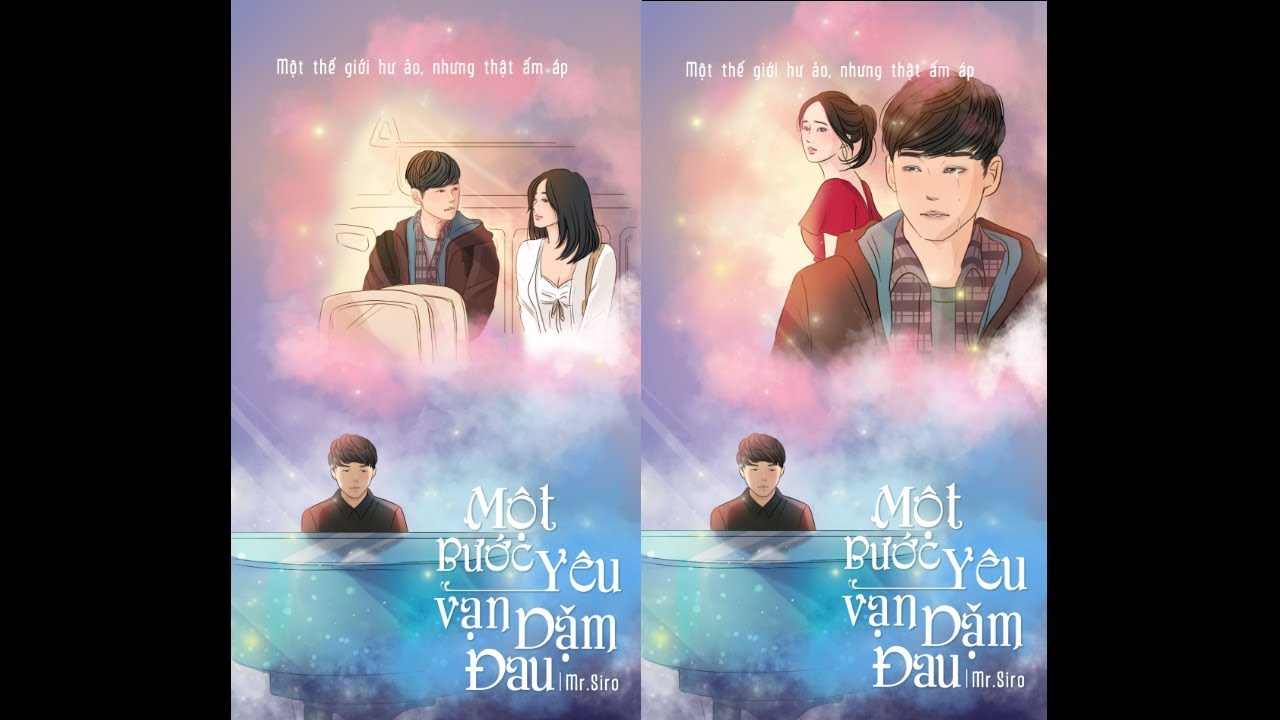 Một thế giới hư ảo, nhưng thật ấm áp
Một
Bước Yêu
vạn Dặm
Đau | Mr.Siro
Một thế giới hư ảo, nhưng thật ấm áp
Một
Bước Yêu
vạn Dặm
Đau | Mr.Siro